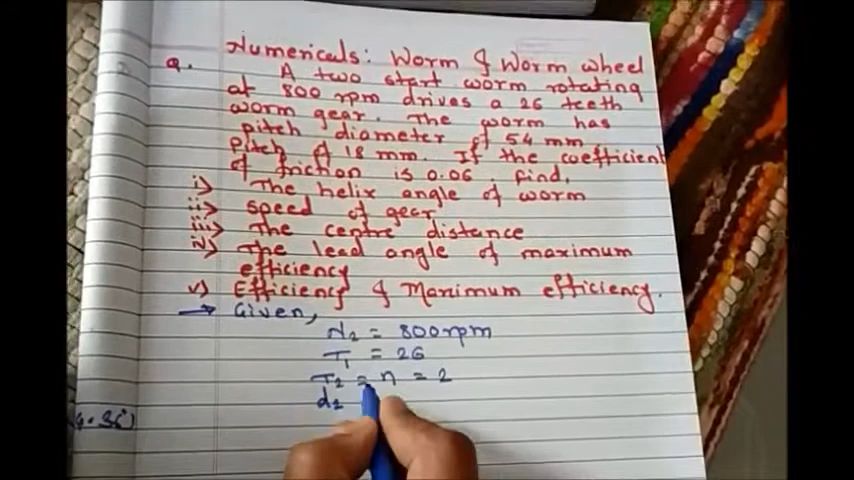 Numericals: Worm & Worm wheel
Q. A two start worm rotating
at 800 rpm drives a 26 teeth
worm gear. The worm has
pitch diameter of 54 mm.
pitch of 18 mm. If the coefficient
of friction is 0.06. find,
i> The helix angle of worm
ii> speed of gear
iii> The centre distance
iv> The lead angle of maximum
efficiency
v> Efficiency & Maximum efficiency.
→ Given,
N2 = 800rpm
T1 = 26
T2 = n = 2
d2